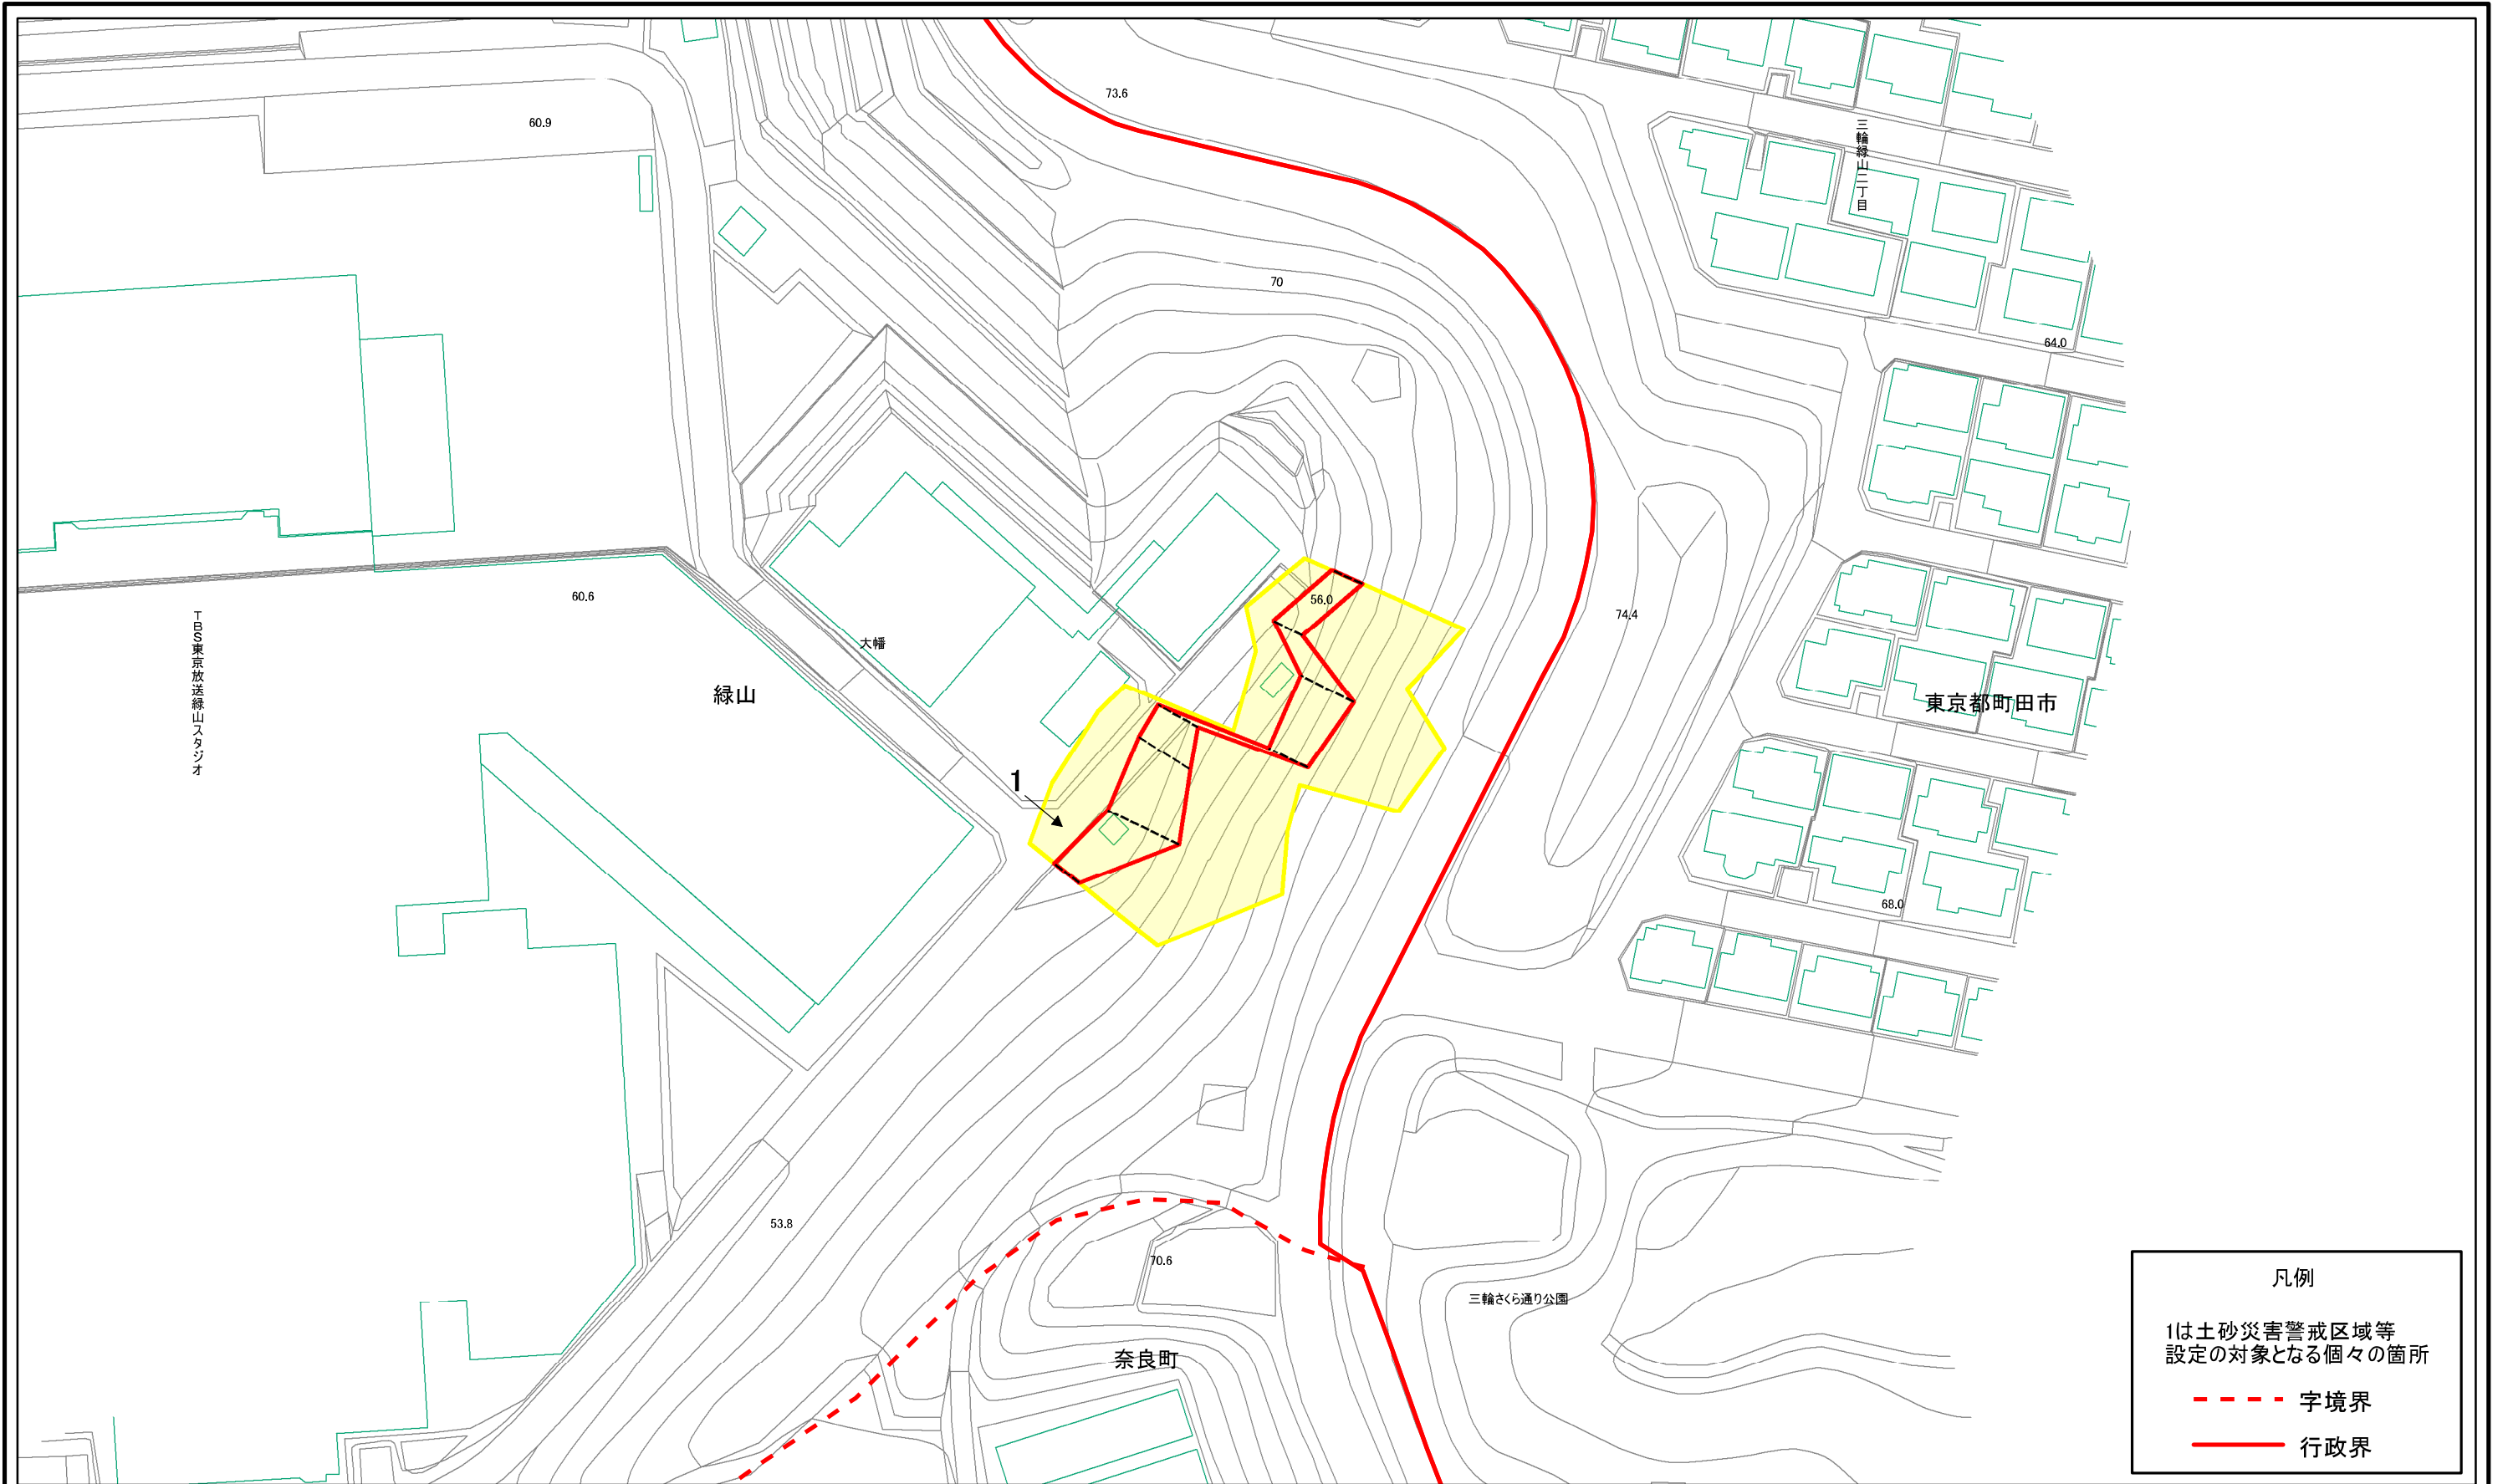 73.6
60.9
三輪緑山二丁目
70
64.0
60.6
56.0
74.4
TBS東京放送緑山スタジオ
大幡
緑山
東京都町田市
1
68.0
53.8
70.6
三輪さくら通り公園
奈良町
凡例
1は土砂災害警戒区域等
設定の対象となる個々の箇所
字境界
行政界